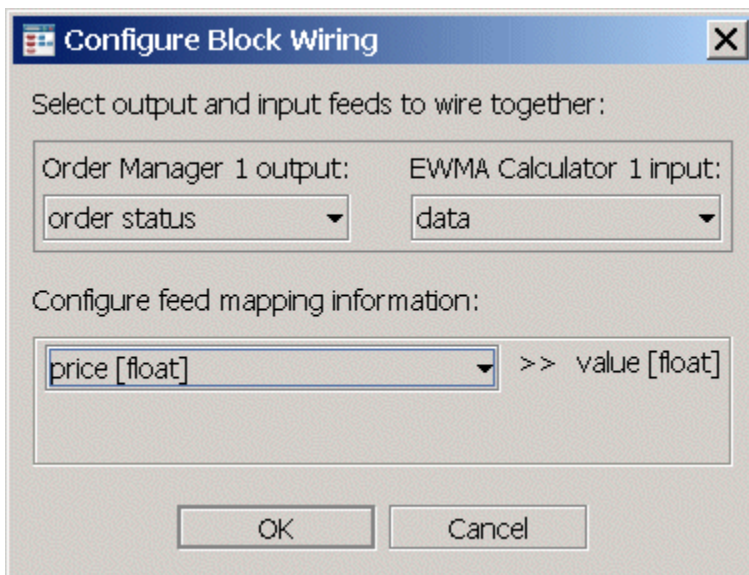 Configure Block Wiring
Select output and input feeds to wire together:
Order Manager 1 output: EWMA Calculator 1 input:
order status data
Configure feed mapping information:
price [float] >> value [float]
OK Cancel